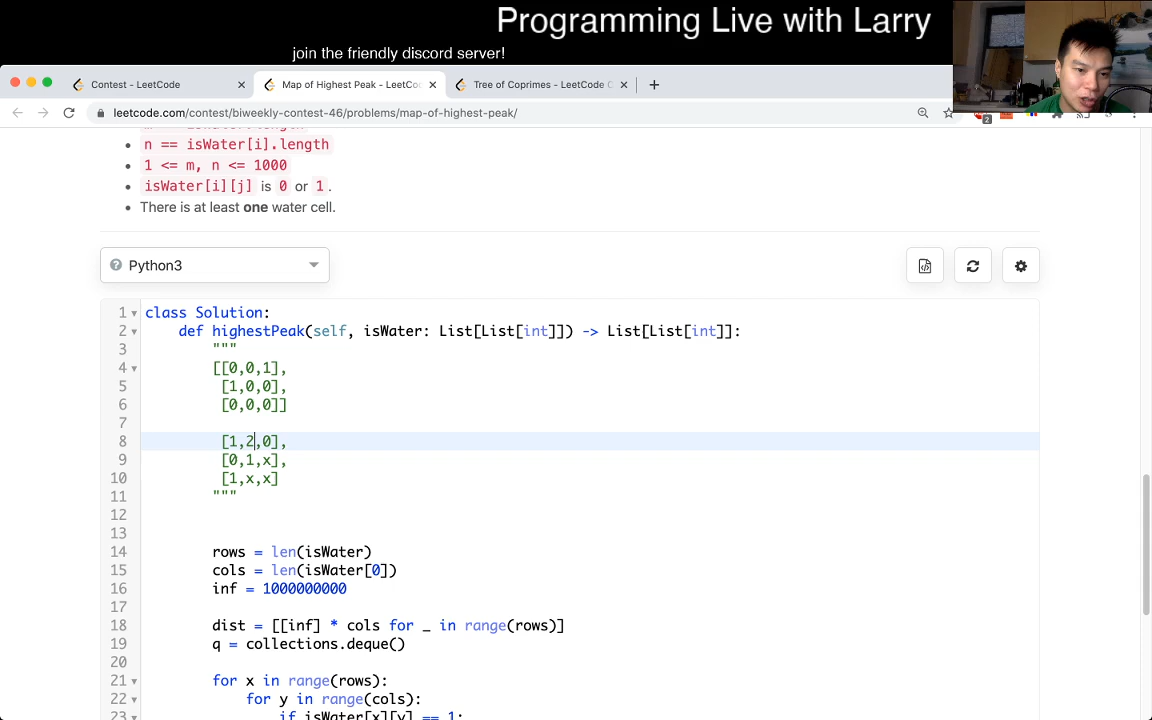 Programming Live with Larry
join the friendly discord server!
Contest - LeetCode
Map of Highest Peak - LeetCo
Tree of Coprimes - LeetCode
leetcode.com/contest/biweekly-contest-46/problems/map-of-highest-peak/
n == isWater[i].length
1 <= m, n <= 1000
isWater[i][j] is 0 or 1.
There is at least one water cell.
Python3
1 class Solution:
2 def highestPeak(self, isWater: List[List[int]]) -> List[List[int]]:
3 """
4 [[0,0,1],
5 [1,0,0],
6 [0,0,0]]
7
8 [1,2,0],
9 [0,1,x],
10 [1,x,x]
11 """
12
13
14 rows = len(isWater)
15 cols = len(isWater[0])
16 inf = 1000000000
17
18 dist = [[inf] * cols for _ in range(rows)]
19 q = collections.deque()
20
21 for x in range(rows):
22 for y in range(cols):
23 if isWater[x][y] == 1: